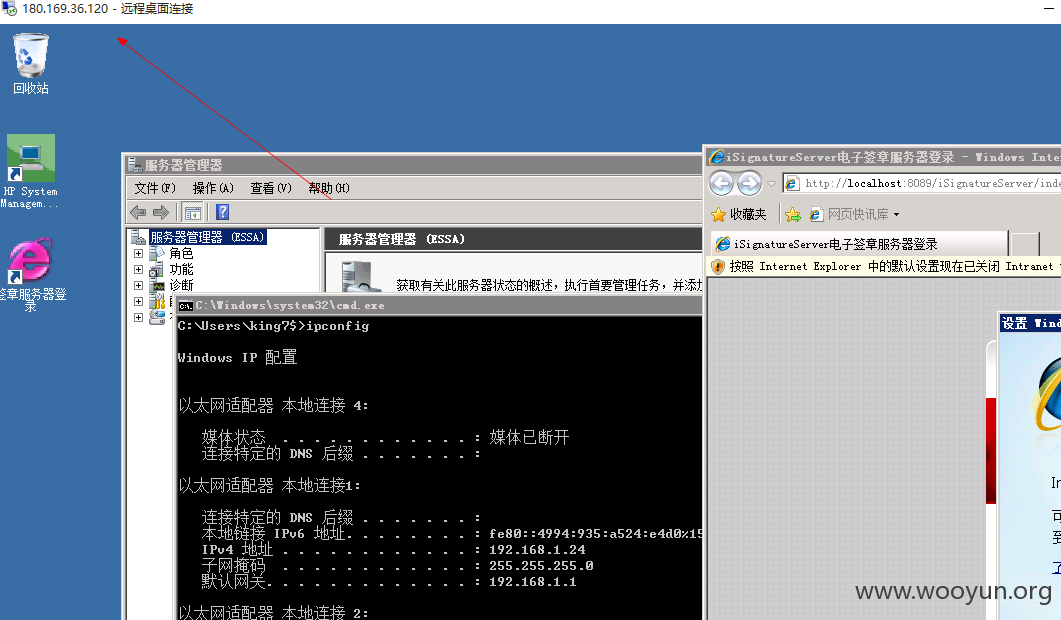 180.169.36.120 - 远程桌面连接
回收站
HP System
Managem...
签章服务器登
录
服务器管理器
文件(F) 操作(A) 查看(V) 帮助(H)
服务器管理器 (ESSA)
角色
功能
诊断
服务器管理器 (ESSA)
获取有关此服务器状态的概述，执行首要管理任务，并添加
C:\Windows\system32\cmd.exe
C:\Users\king7$>ipconfig
Windows IP 配置
以太网适配器 本地连接 4:
媒体状态 . . . . . . . . . . . . : 媒体已断开
连接特定的 DNS 后缀 . . . . . . . :
以太网适配器 本地连接1:
连接特定的 DNS 后缀 . . . . . . . :
本地链接 IPv6 地址. . . . . . . . : fe80::4994:935:a524:e4d0%15
IPv4 地址 . . . . . . . . . . . . : 192.168.1.24
子网掩码 . . . . . . . . . . . . : 255.255.255.0
默认网关. . . . . . . . . . . . . : 192.168.1.1
以太网适配器 本地连接 2:
iSignatureServer电子签章服务器登录 - Windows Inte
http://localhost:8089/iSignatureServer/inde
收藏夹 网页快讯库
iSignatureServer电子签章服务器登录
按照 Internet Explorer 中的默认设置现在已关闭 Intranet
设置 Wind
In
可
到
了
www.wooyun.org